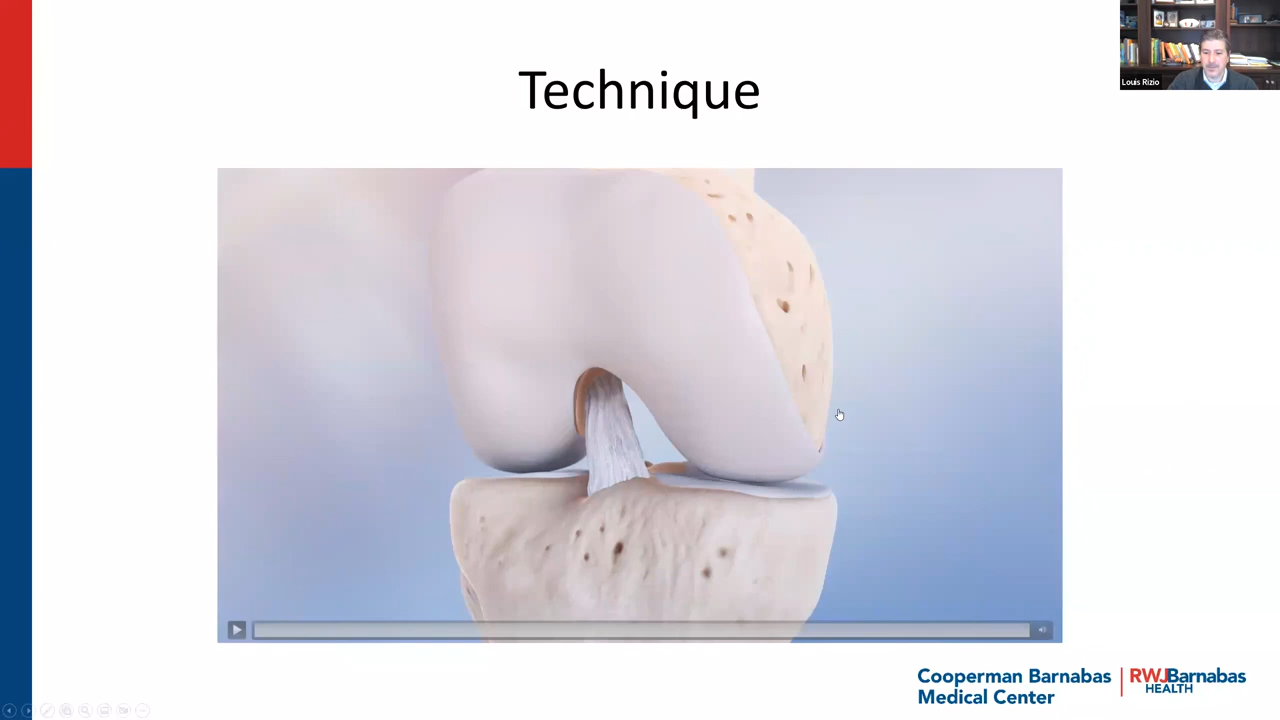 Louis Rizio
Technique
Cooperman Barnabas
Medical Center
RWJBarnabas
HEALTH